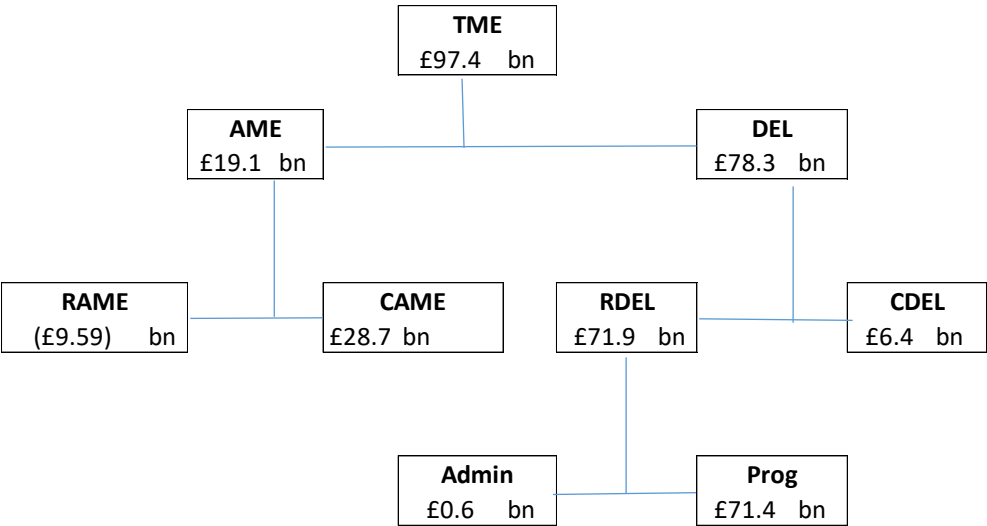 TME
£97.4 bn
AME
£19.1 bn
DEL
£78.3 bn
RAME
(£9.59) bn
CAME
£28.7 bn
RDEL
£71.9 bn
CDEL
£6.4 bn
Admin
£0.6 bn
Prog
£71.4 bn